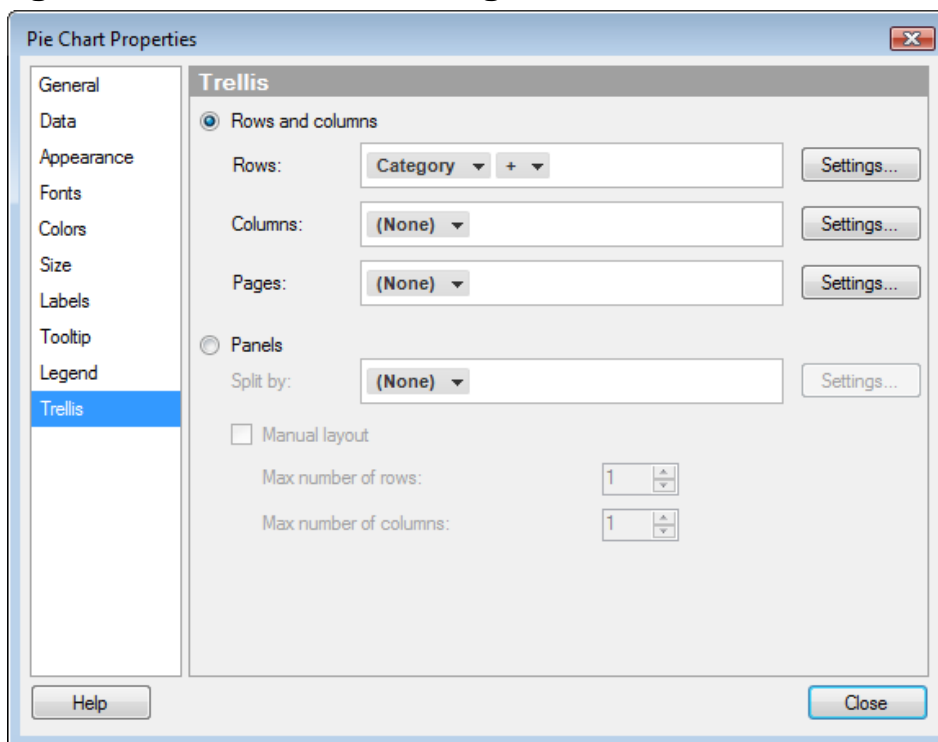 Pie Chart Properties
General
Data
Appearance
Fonts
Colors
Size
Labels
Tooltip
Legend
Trellis
Trellis
Rows and columns
Rows: Category + Settings...
Columns: (None) Settings...
Pages: (None) Settings...
Panels
Split by: (None) Settings...
Manual layout
Max number of rows: 1
Max number of columns: 1
Help Close